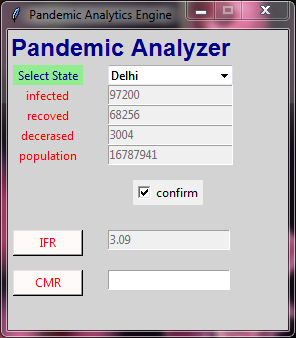 Pandemic Analytics Engine
Pandemic Analyzer
Select State Delhi
infected 97200
recoved 68256
decerased 3004
population 16787941
confirm
IFR 3.09
CMR